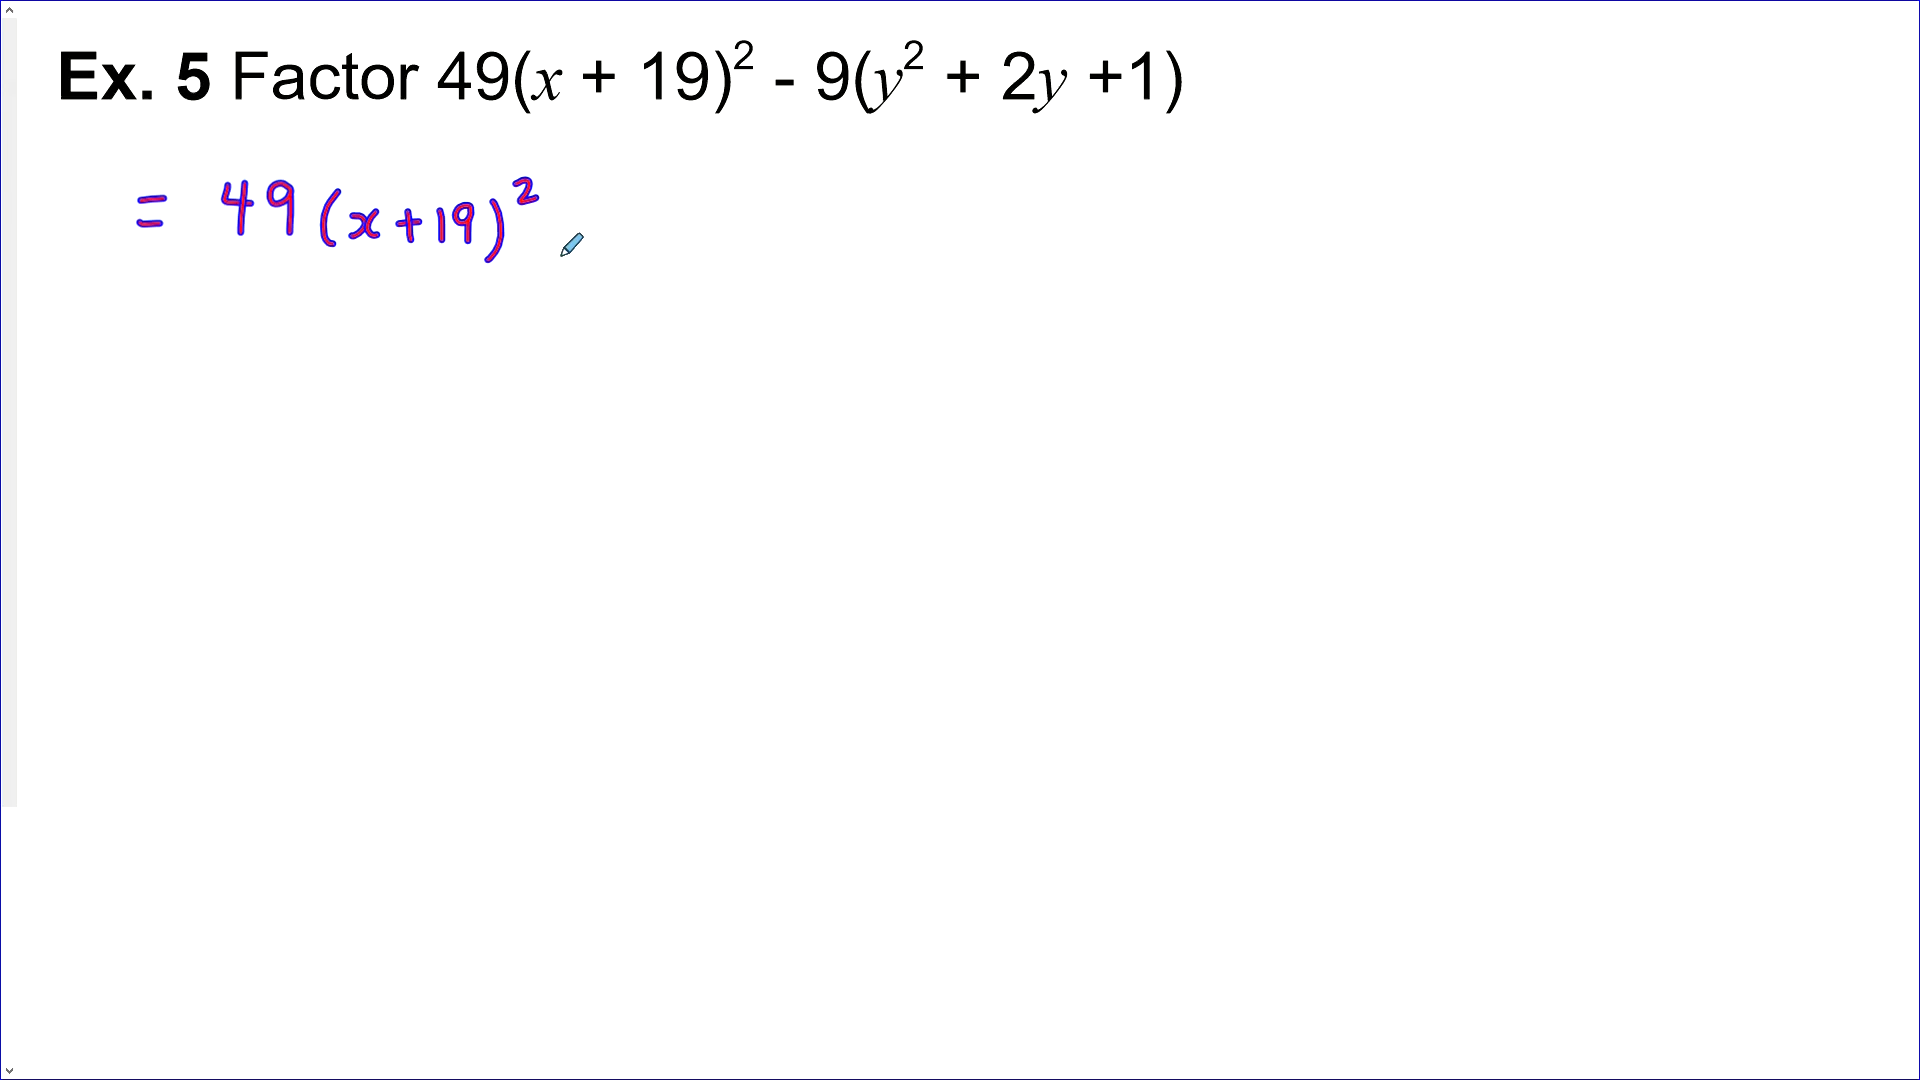 Ex. 5 Factor 49(x + 19)² - 9(y² + 2y +1)
= 49(x+19)²